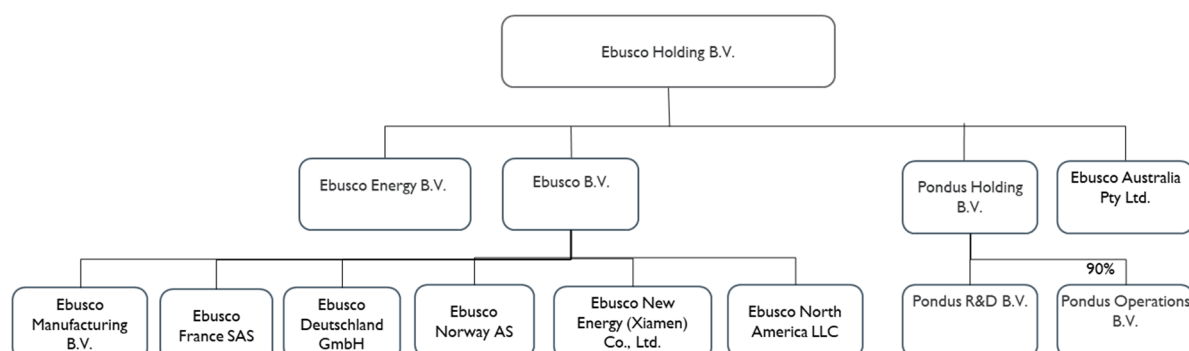 Ebusco Holding B.V.
Ebusco Energy B.V.
Ebusco B.V.
Pondus Holding
B.V.
Ebusco Australia
Pty Ltd.
90%
Ebusco
Manufacturing
B.V.
Ebusco
France SAS
Ebusco
Deutschland
GmbH
Ebusco
Norway AS
Ebusco New
Energy (Xiamen)
Co., Ltd.
Ebusco North
America LLC
Pondus R&D B.V.
Pondus Operations
B.V.